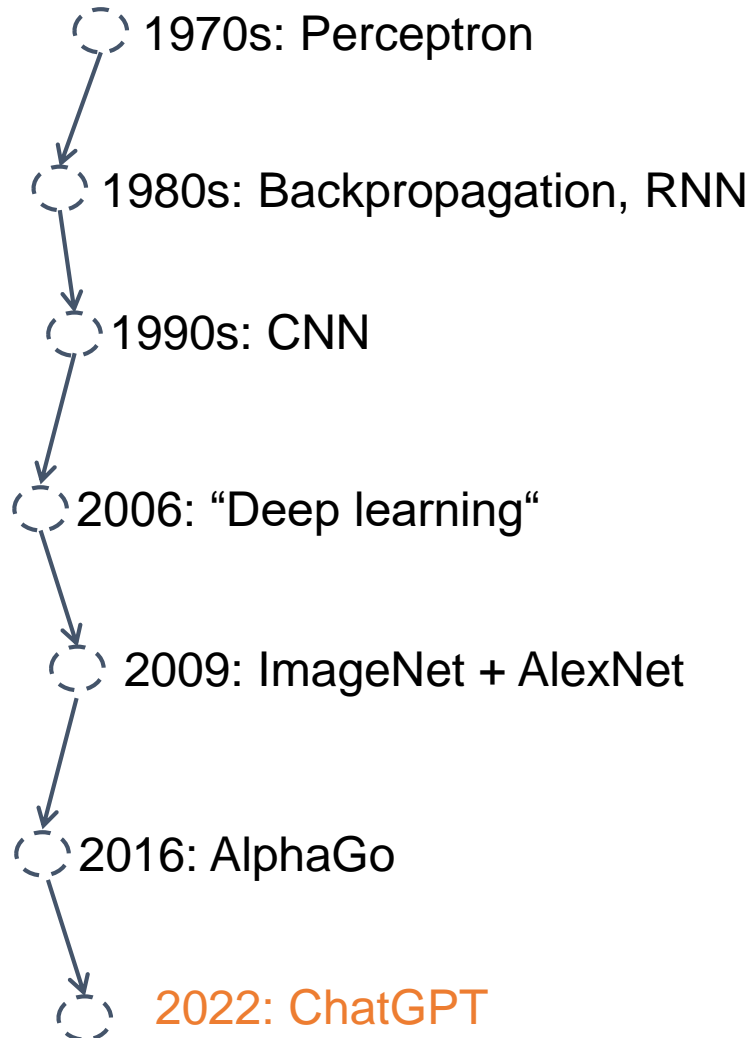 1970s: Perceptron
1980s: Backpropagation, RNN
1990s: CNN
2006: “Deep learning“
2009: ImageNet + AlexNet
2016: AlphaGo
2022: ChatGPT